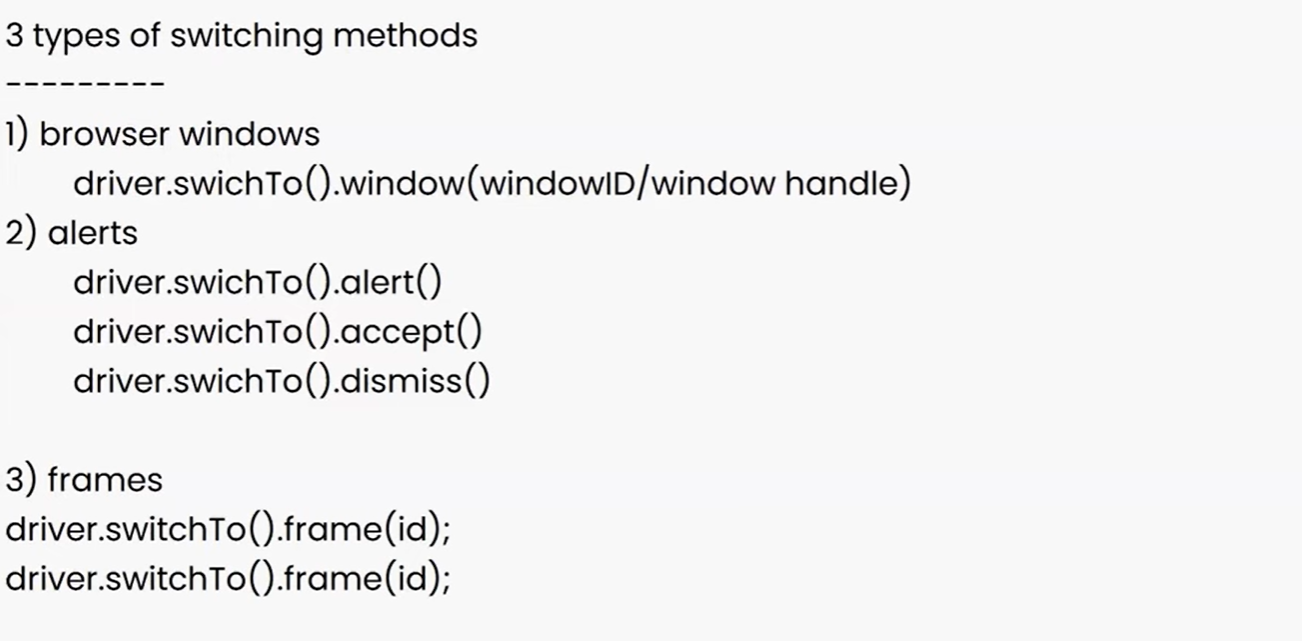 3 types of switching methods
---------
1) browser windows
driver.swichTo().window(windowID/window handle)
2) alerts
driver.swichTo().alert()
driver.swichTo().accept()
driver.swichTo().dismiss()
3) frames
driver.switchTo().frame(id);
driver.switchTo().frame(id);